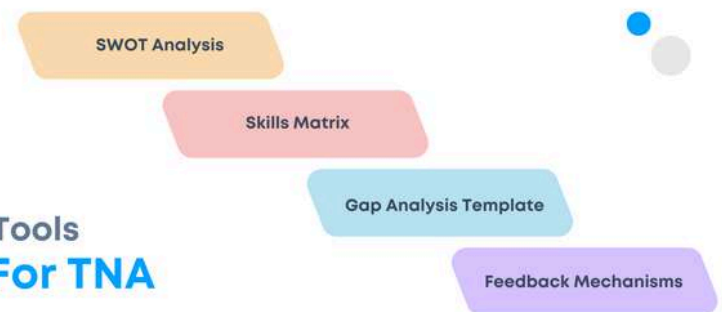 SWOT Analysis
Skills Matrix
Gap Analysis Template
Feedback Mechanisms
Tools
For TNA